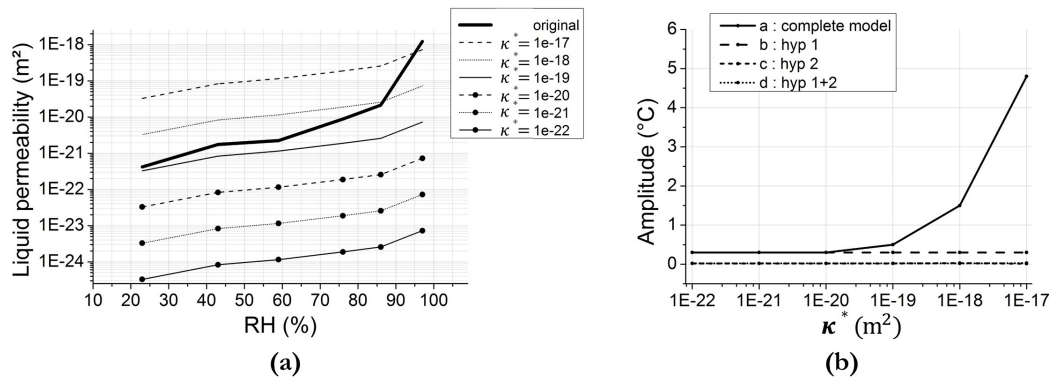 (a)
Liquid permeability (m²)
1E-18
1E-19
1E-20
1E-21
1E-22
1E-23
1E-24
10 20 30 40 50 60 70 80 90 100
RH (%)
original
κ* = 1e-17
κ* = 1e-18
κ* = 1e-19
κ* = 1e-20
κ* = 1e-21
κ* = 1e-22
(b)
Amplitude (°C)
6
5
4
3
2
1
0
1E-22 1E-21 1E-20 1E-19 1E-18 1E-17
κ* (m²)
a : complete model
b : hyp 1
c : hyp 2
d : hyp 1+2